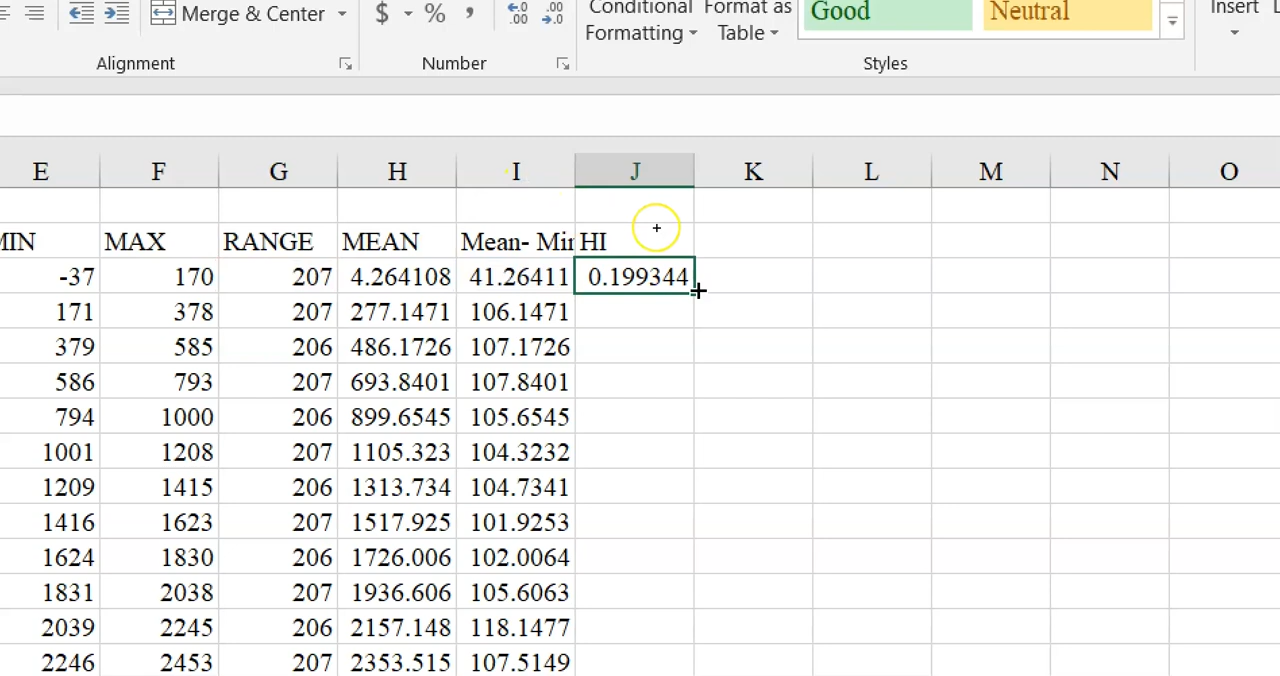 Merge & Center $ % , .00 .00 Conditional Format as Good Neutral Insert
Formatting Table
Alignment Number Styles
E F G H I J K L M N O
MAX RANGE MEAN Mean- HI
-37 170 207 4.264108 41.26411 0.199344
171 378 207 277.1471 106.1471
379 585 206 486.1726 107.1726
586 793 207 693.8401 107.8401
794 1000 206 899.6545 105.6545
1001 1208 207 1105.323 104.3232
1209 1415 206 1313.734 104.7341
1416 1623 207 1517.925 101.9253
1624 1830 206 1726.006 102.0064
1831 2038 207 1936.606 105.6063
2039 2245 206 2157.148 118.1477
2246 2453 207 2353.515 107.5149